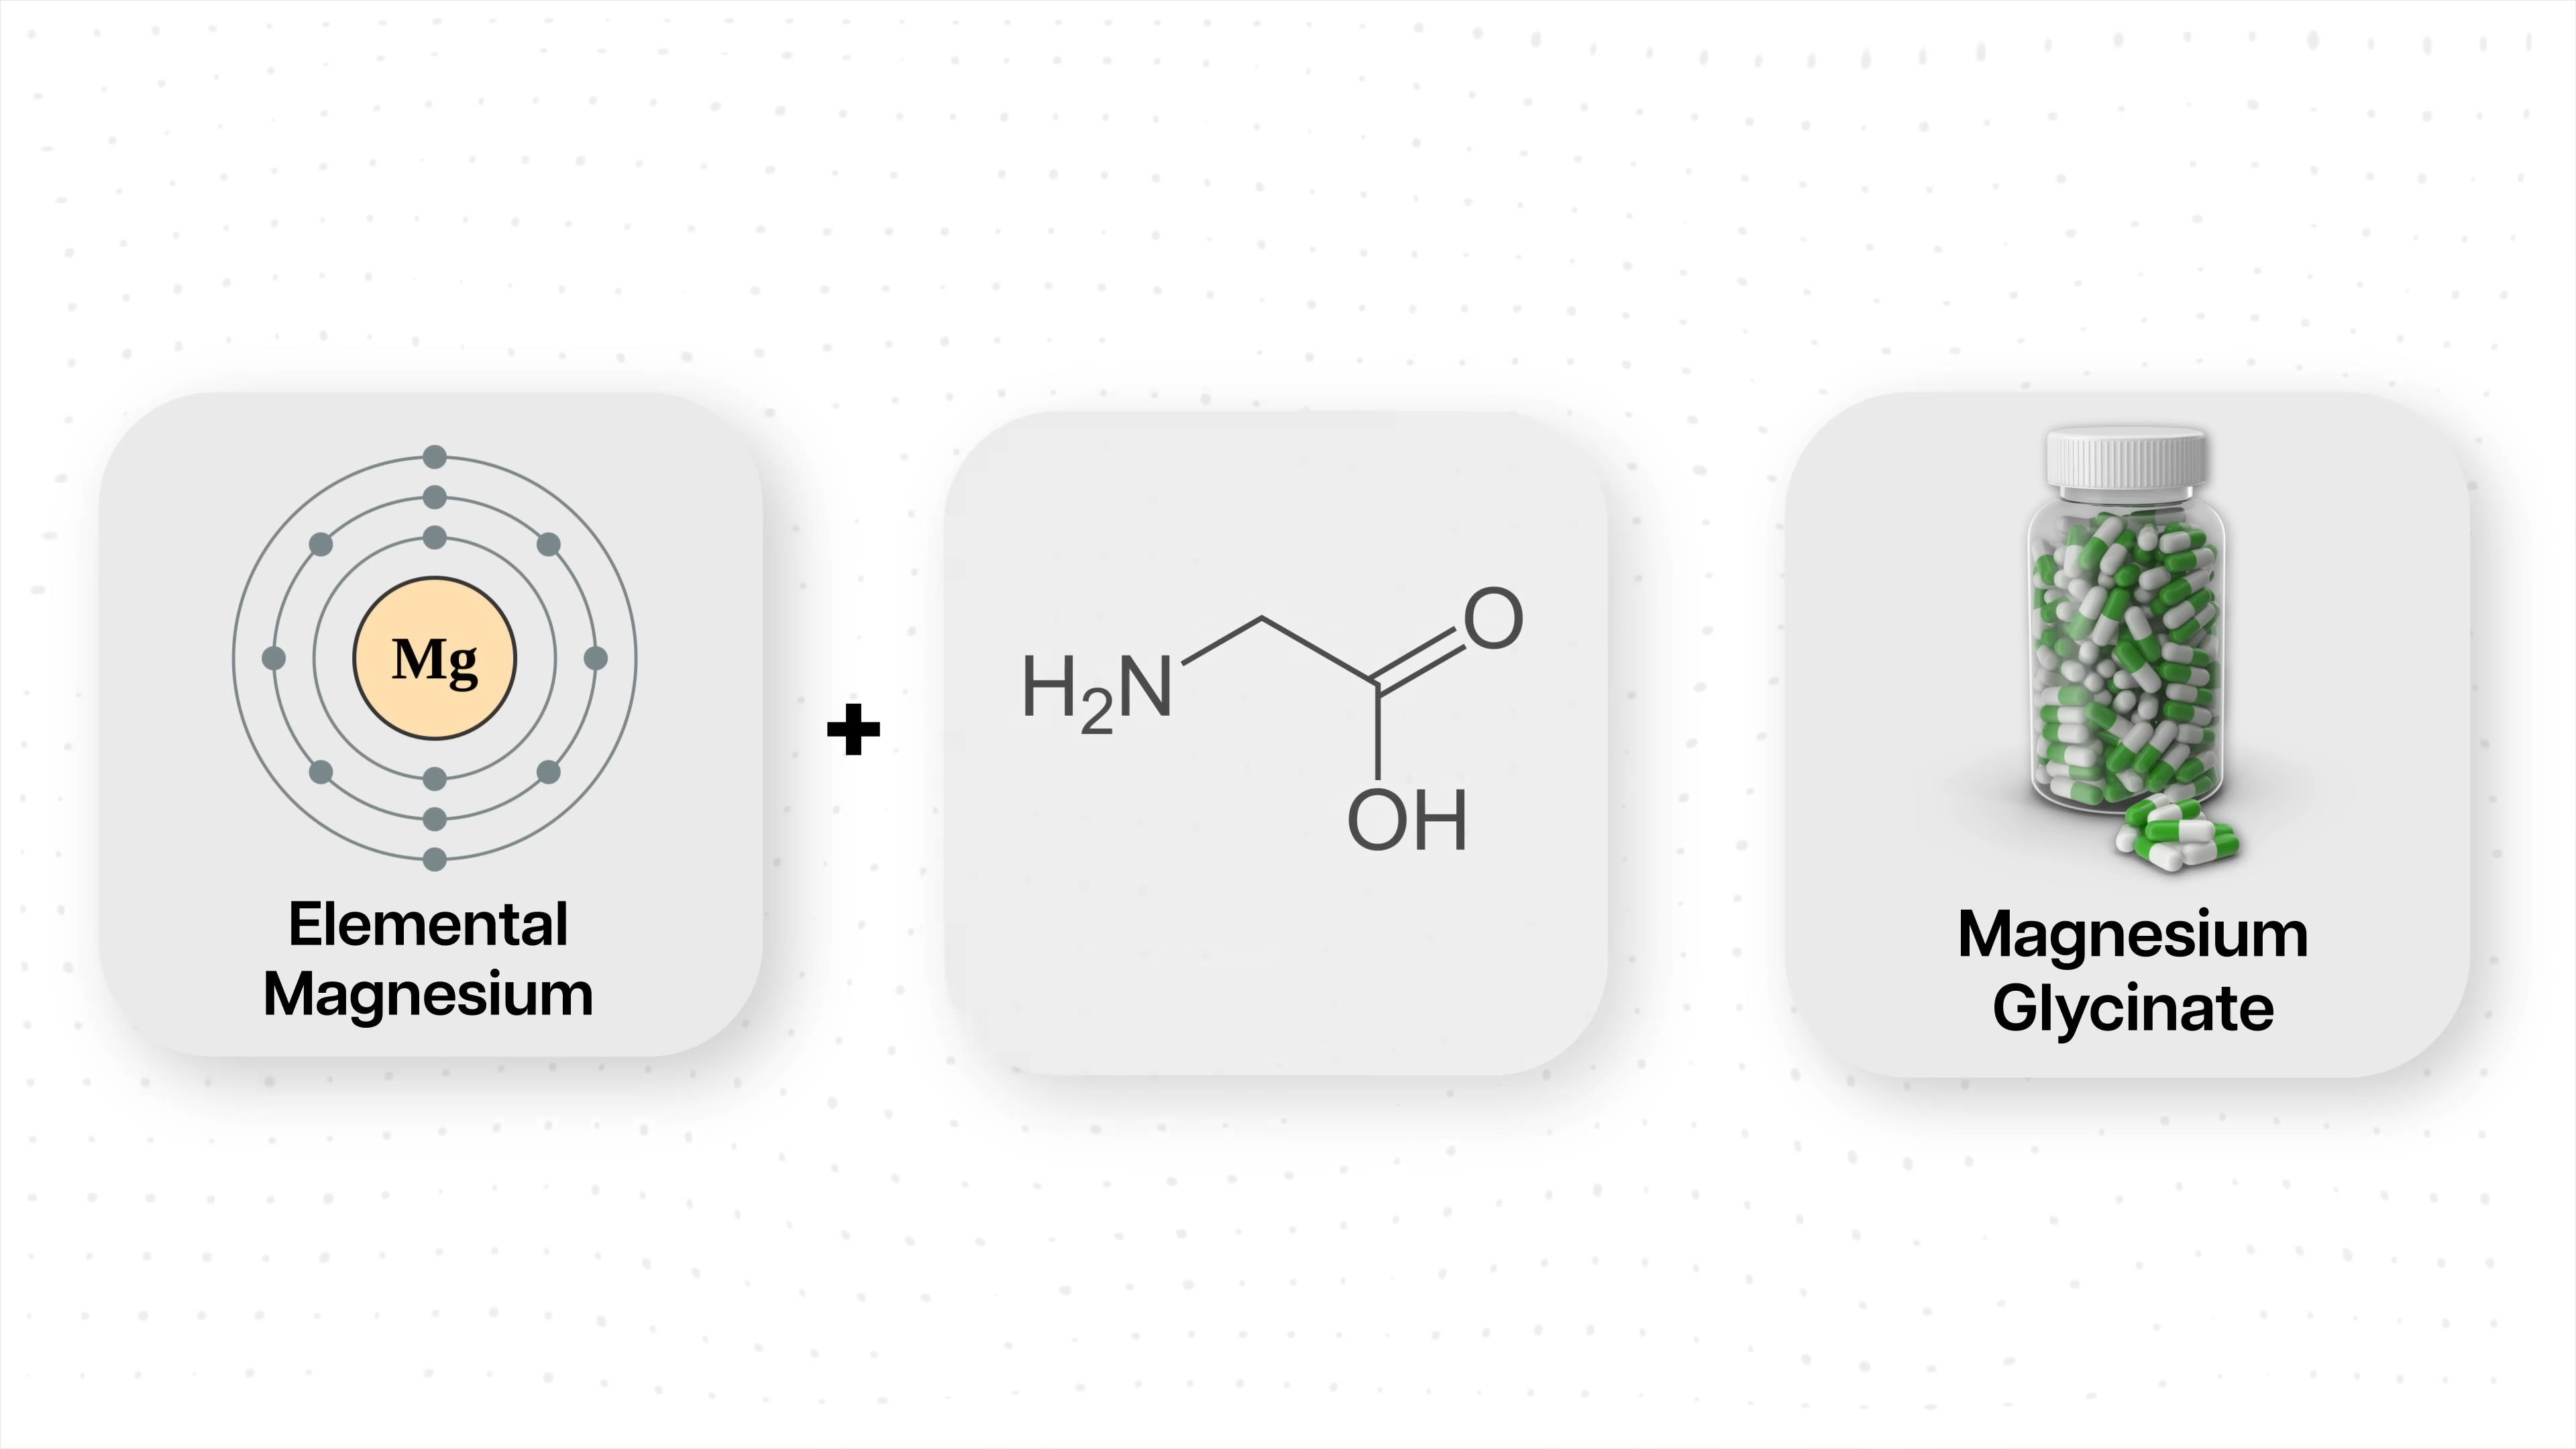 Mg
Elemental
Magnesium
+
H₂N
O
OH
Magnesium
Glycinate